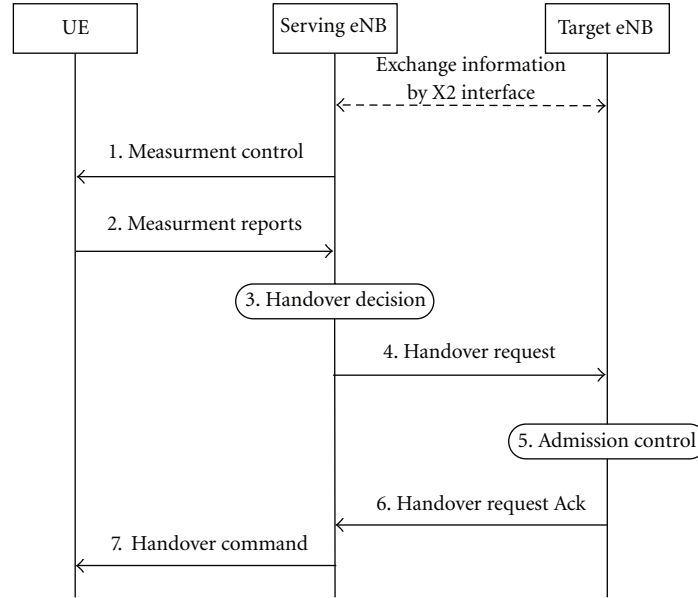 UE
Serving eNB
Target eNB
Exchange information
by X2 interface
1. Measurment control
2. Measurment reports
3. Handover decision
4. Handover request
5. Admission control
6. Handover request Ack
7. Handover command